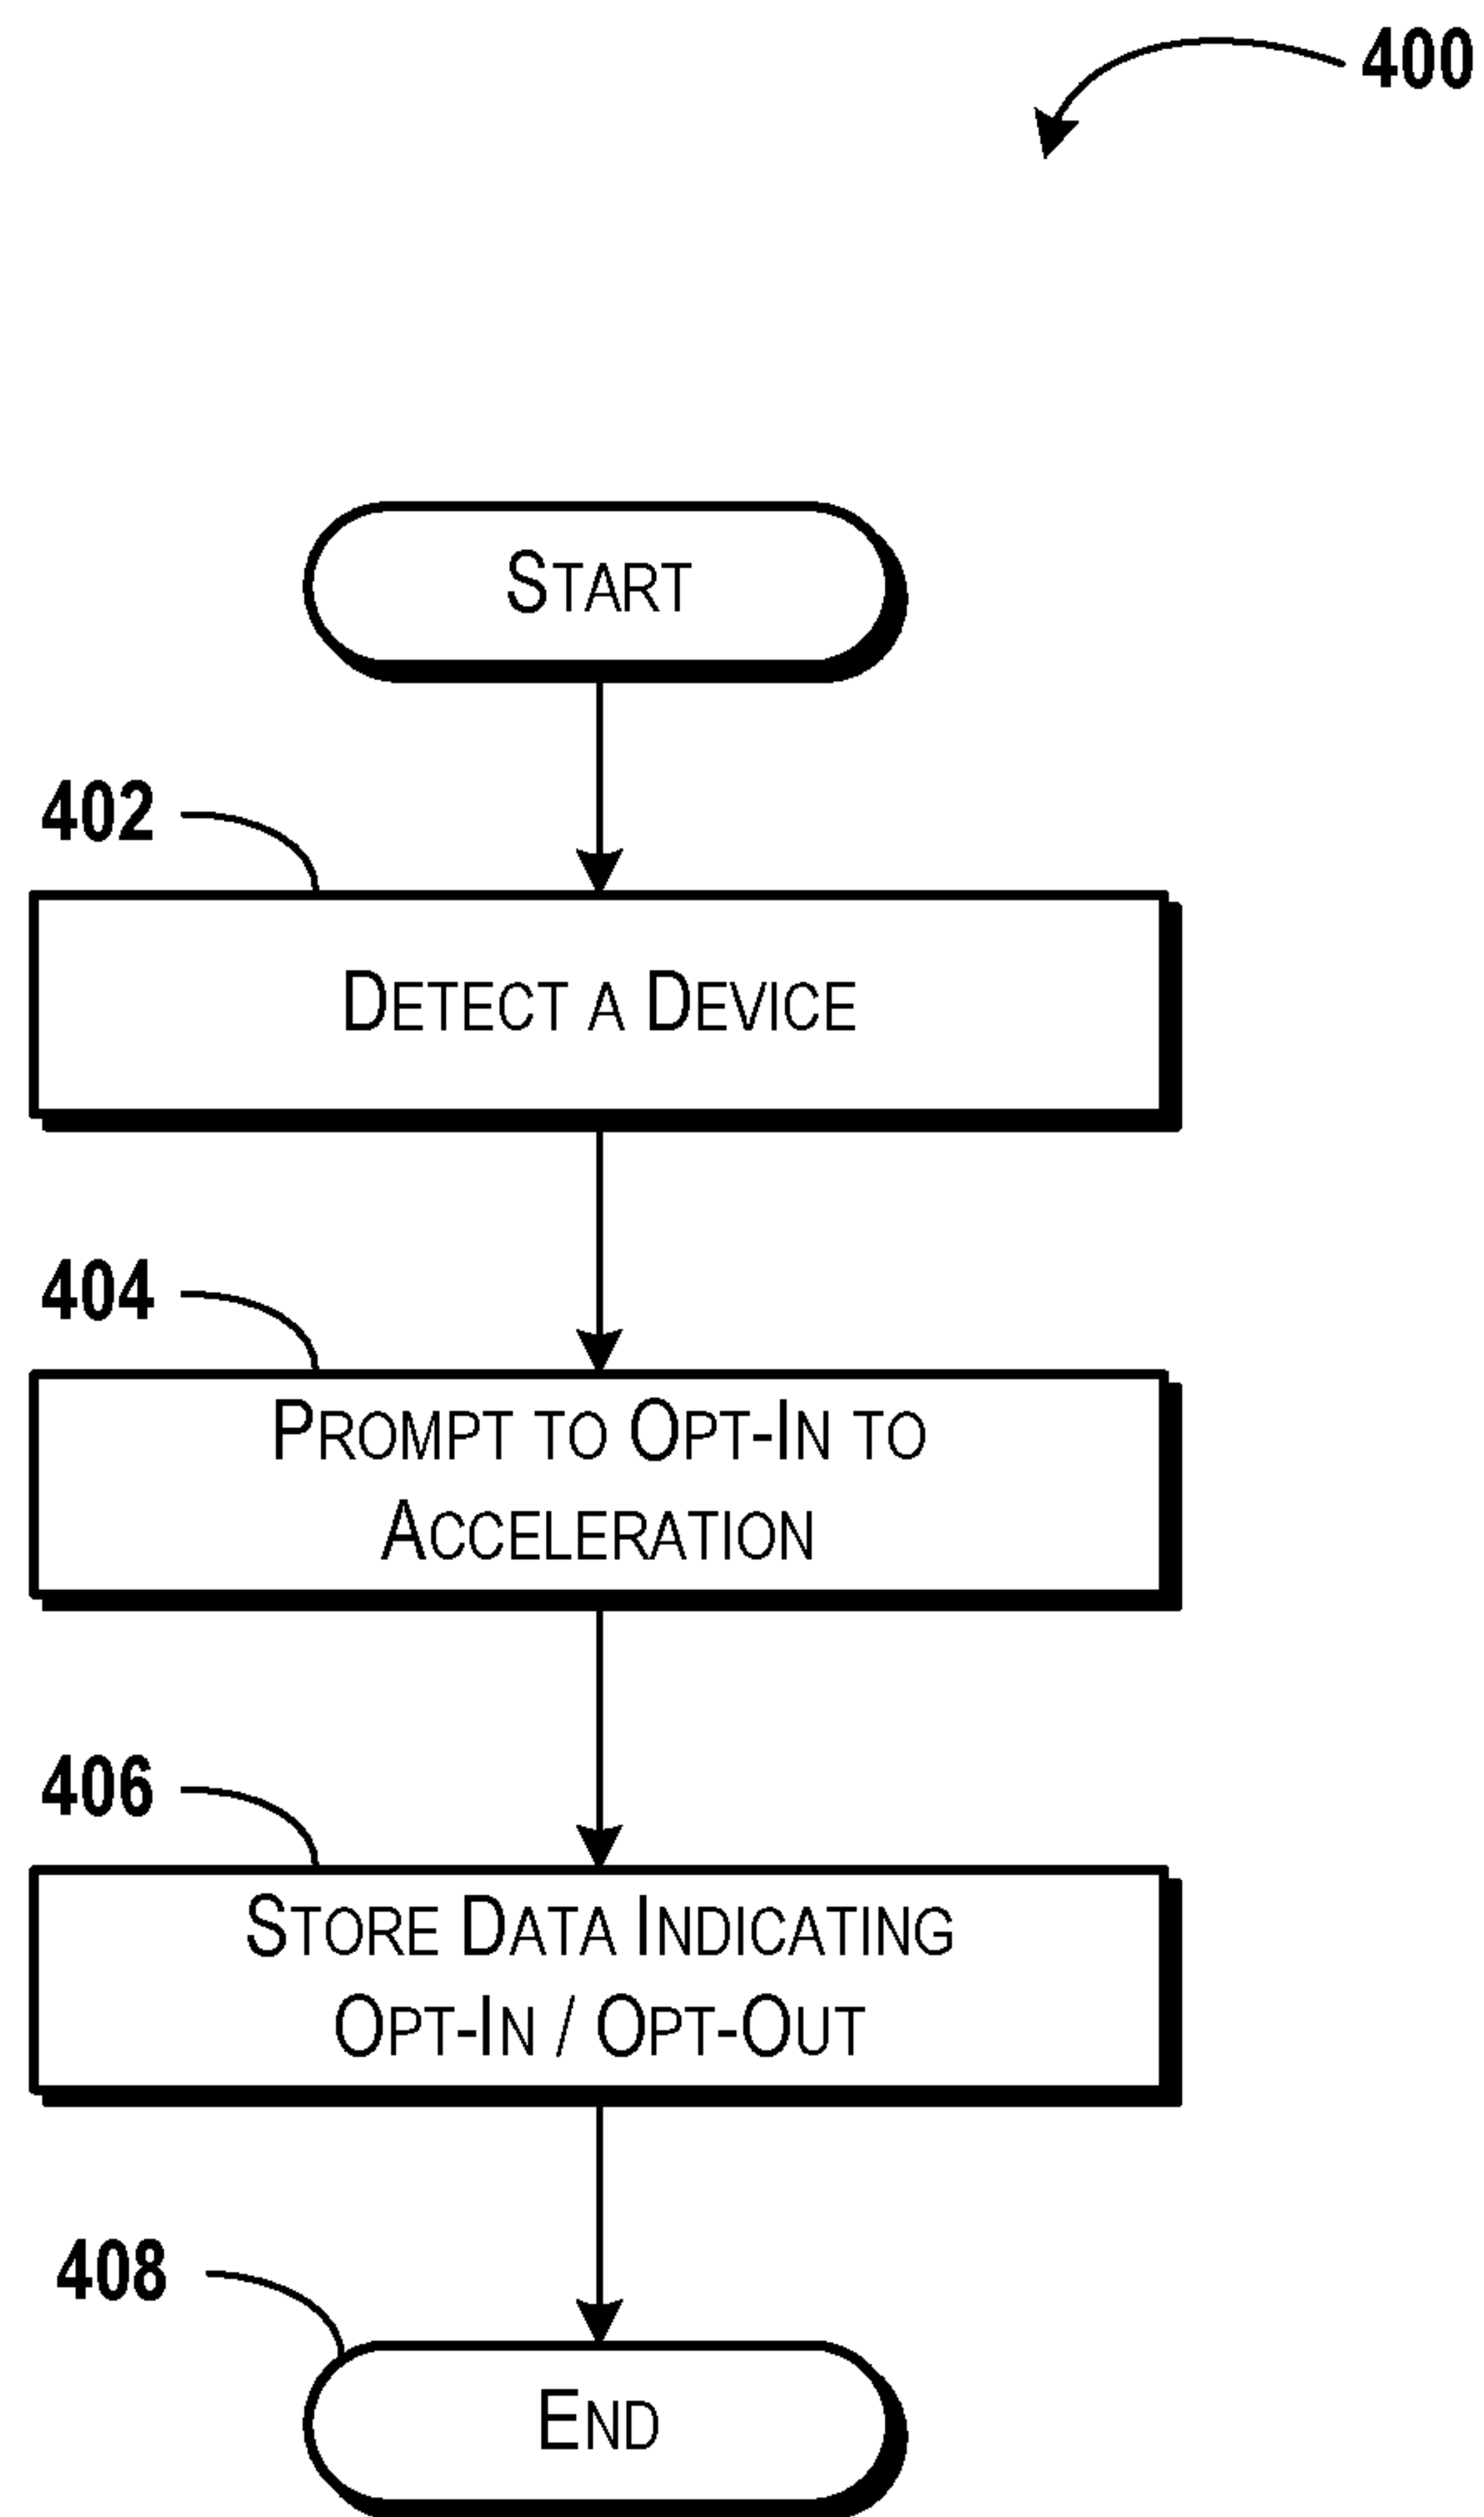 400
START
402
DETECT A DEVICE
404
PROMPT TO OPT-IN TO
ACCELERATION
406
STORE DATA INDICATING
OPT-IN / OPT-OUT
408
END